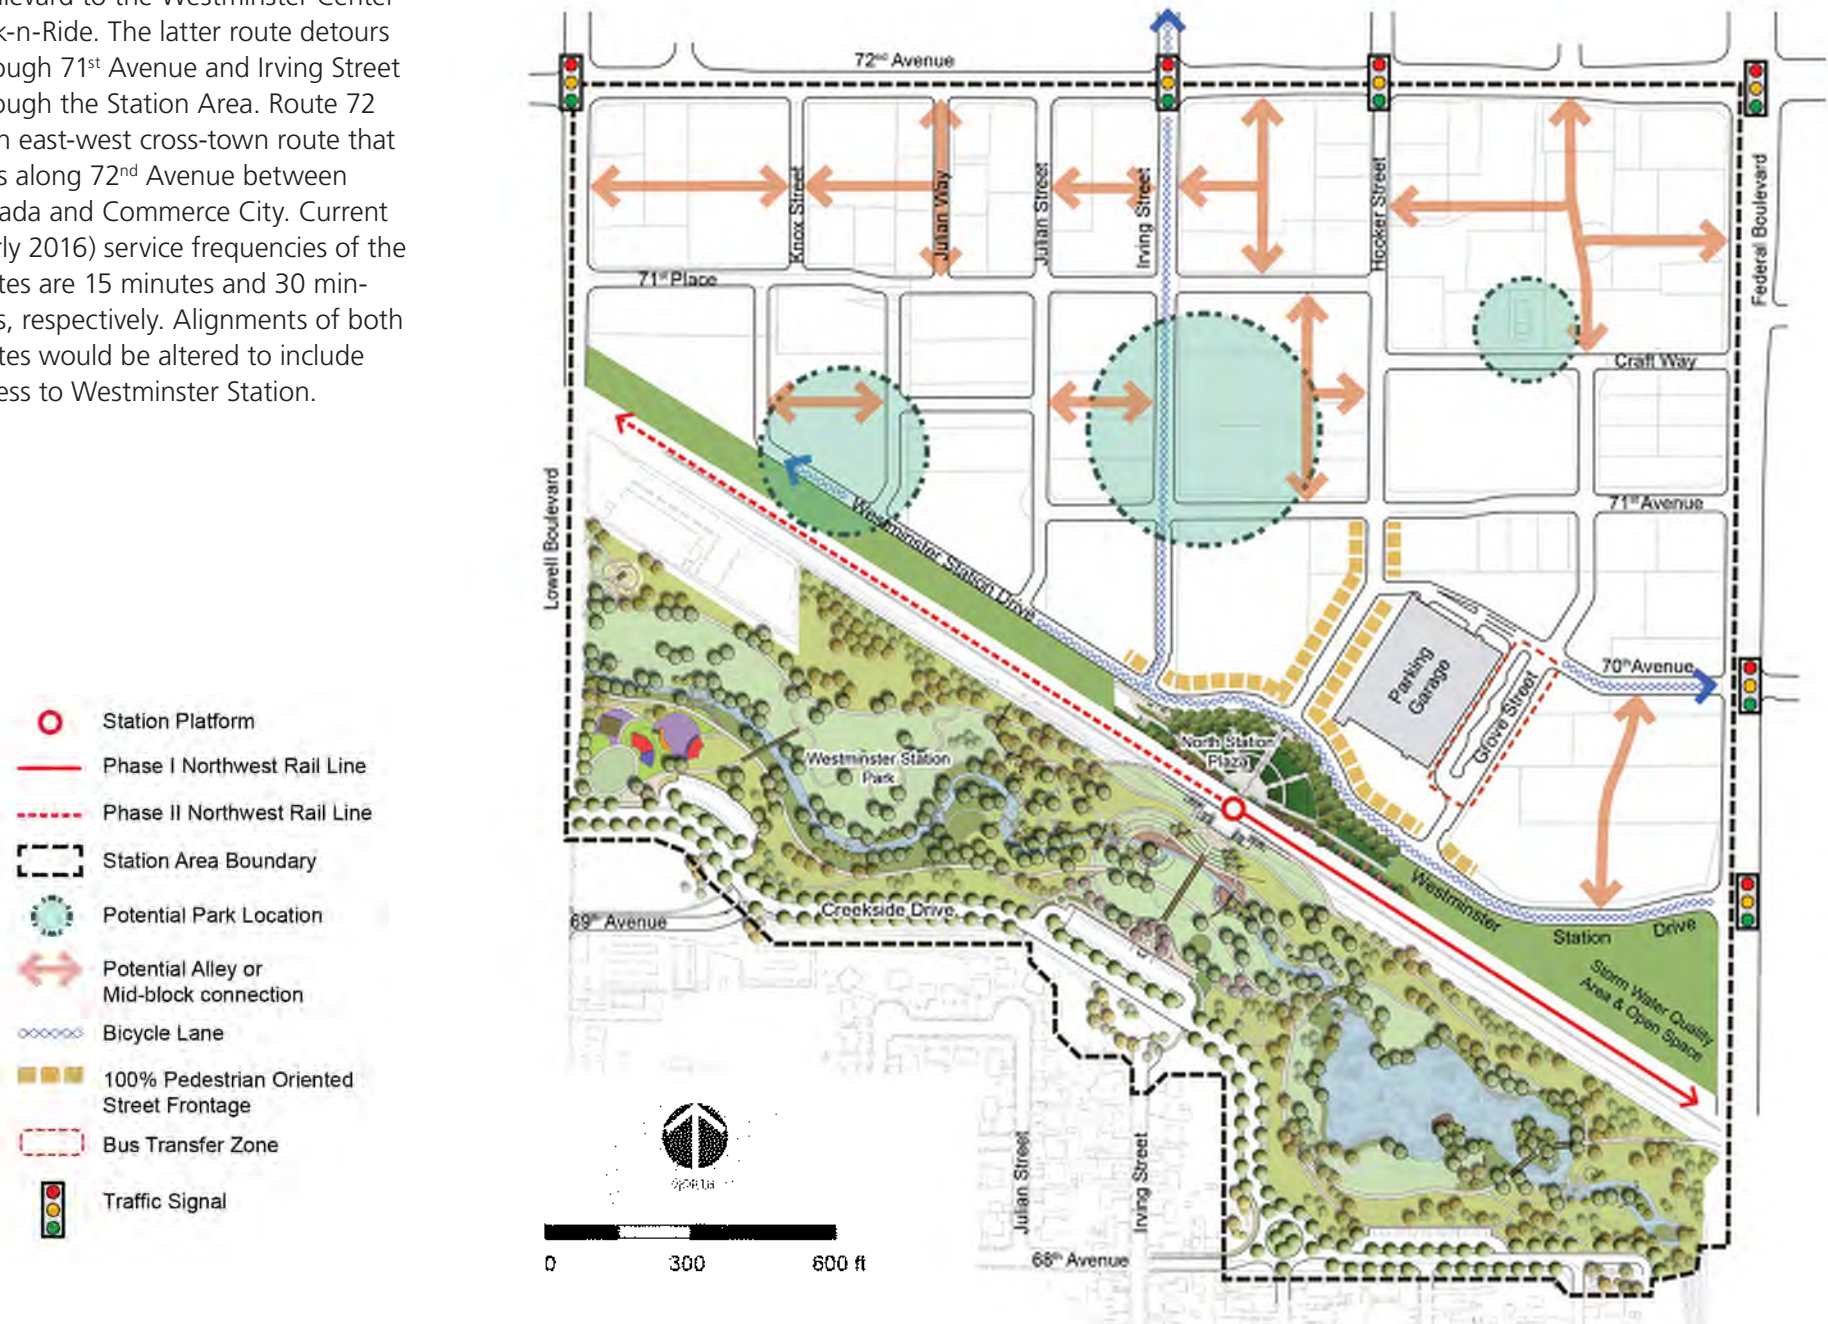 ulevard to the Westminster Center
k-n-Ride. The latter route detours
ough 71st Avenue and Irving Street
ough the Station Area. Route 72
n east-west cross-town route that
s along 72nd Avenue between
ada and Commerce City. Current
rly 2016) service frequencies of the
tes are 15 minutes and 30 min-
s, respectively. Alignments of both
tes would be altered to include
ess to Westminster Station.
Station Platform
Phase I Northwest Rail Line
Phase II Northwest Rail Line
Station Area Boundary
Potential Park Location
Potential Alley or
Mid-block connection
Bicycle Lane
100% Pedestrian Oriented
Street Frontage
Bus Transfer Zone
Traffic Signal
72nd Avenue
Knox Street
Julian Way
Julian Street
Irving Street
Hooker Street
Federal Boulevard
71st Place
Craft Way
71st Avenue
Lowell Boulevard
Westminster Station Drive
Parking
Garage
Grove Street
70th Avenue
North Station
Plaza
Westminster Station
Park
Creekside Drive
69th Avenue
Westminster
Station
Drive
Storm Water Quality
Area & Open Space
Julian Street
Irving Street
68th Avenue
0
300
600 ft